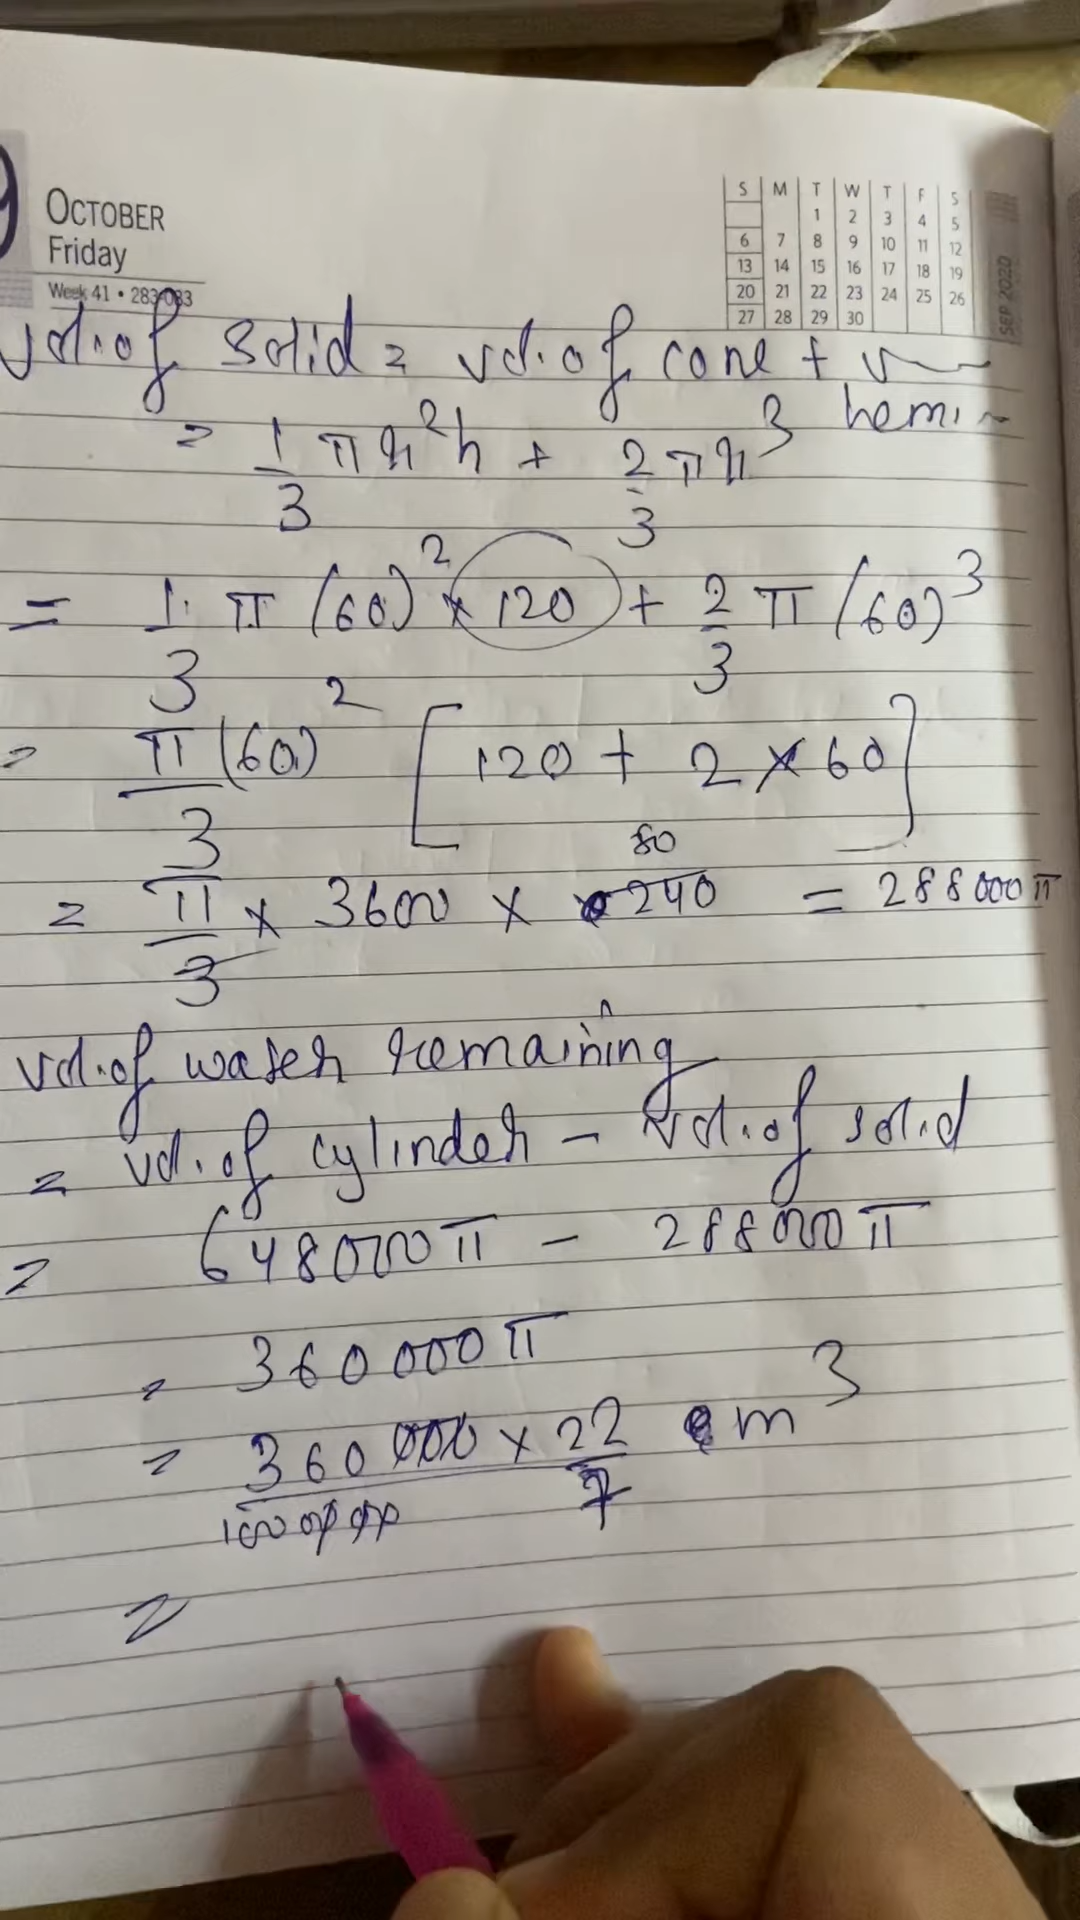 9
OCTOBER
Friday
Week 41 • 283-083
S M T W T F S
1 2 3 4 5
6 7 8 9 10 11 12
13 14 15 16 17 18 19
20 21 22 23 24 25 26
27 28 29 30
SEP 2020
Vol. of solid = vol. of cone + v
hemi
= 1/3 πr²h + 2/3 πr³
= 1/3 π (60)² × 120 + 2/3 π (60)³
= π(60)²/3 [120 + 2 × 60]
80
= π/3 × 3600 × 240 = 288000π
Vol. of water remaining
= vol. of cylinder – Vol. of solid
= 648000π – 288000π
= 360000π
= 360000/1000000 × 22/7 m³
=